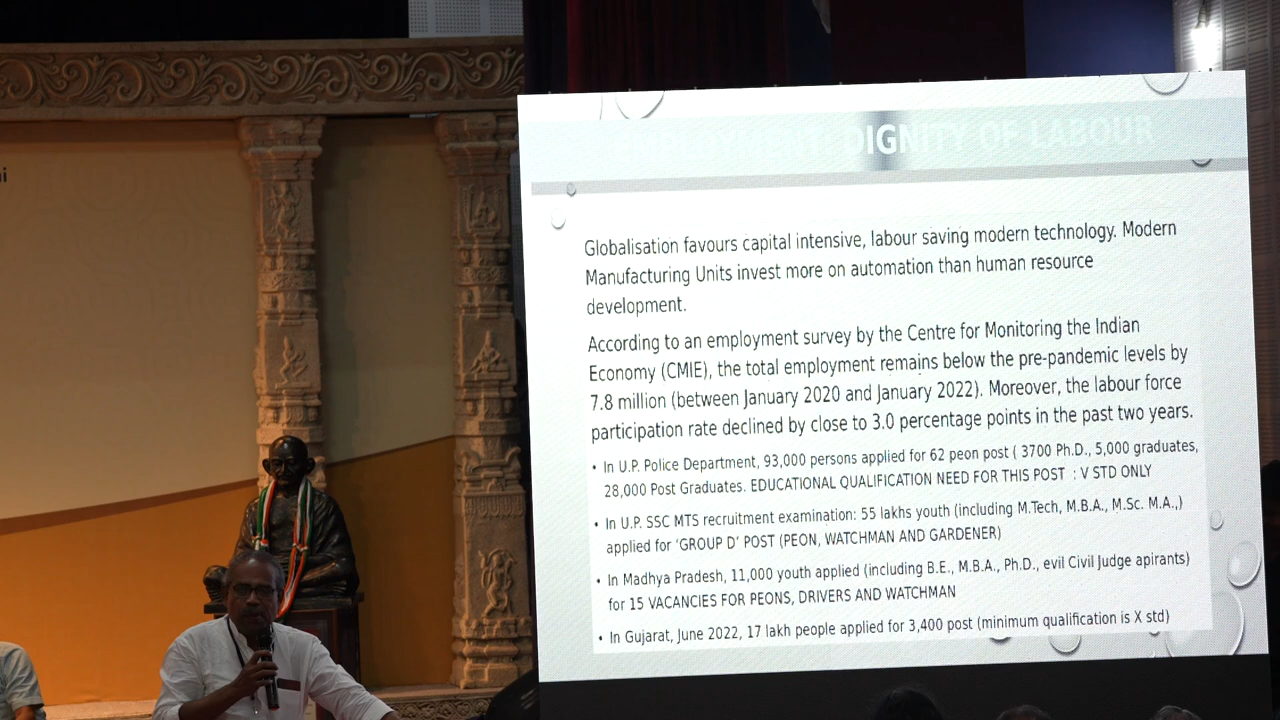 DIGNITY OF LABOUR
Globalisation favours capital intensive, labour saving modern technology. Modern
Manufacturing Units invest more on automation than human resource
development.
According to an employment survey by the Centre for Monitoring the Indian
Economy (CMIE), the total employment remains below the pre-pandemic levels by
7.8 million (between January 2020 and January 2022). Moreover, the labour force
participation rate declined by close to 3.0 percentage points in the past two years.
• In U.P. Police Department, 93,000 persons applied for 62 peon post ( 3700 Ph.D., 5,000 graduates,
28,000 Post Graduates. EDUCATIONAL QUALIFICATION NEED FOR THIS POST : V STD ONLY
• In U.P. SSC MTS recruitment examination: 55 lakhs youth (including M.Tech, M.B.A., M.Sc. M.A.,)
applied for ‘GROUP D’ POST (PEON, WATCHMAN AND GARDENER)
• In Madhya Pradesh, 11,000 youth applied (including B.E., M.B.A., Ph.D., evil Civil Judge apirants)
for 15 VACANCIES FOR PEONS, DRIVERS AND WATCHMAN
• In Gujarat, June 2022, 17 lakh people applied for 3,400 post (minimum qualification is X std)